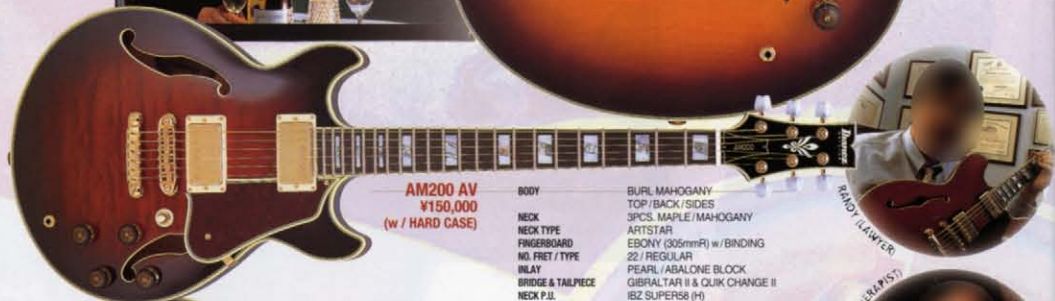 AM200 AV
¥150,000
(w / HARD CASE)
BODY BURL MAHOGANY
TOP / BACK / SIDES
NECK 3PCS. MAPLE / MAHOGANY
NECK TYPE ARTSTAR
FINGERBOARD EBONY (305mmR) w / BINDING
NO. FRET / TYPE 22 / REGULAR
INLAY PEARL / ABALONE BLOCK
BRIDGE & TAILPIECE GIBRALTAR II & QUIK CHANGE II
NECK P.U. IBZ SUPER58 (H)
Ibanez
RANDY (LAWYER)